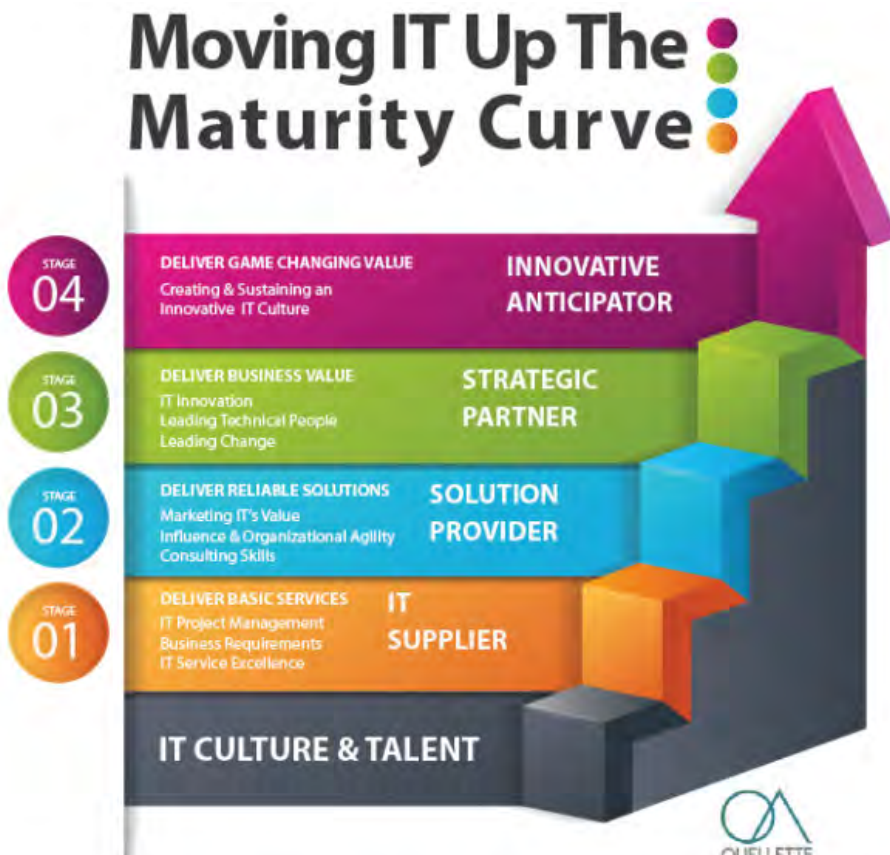 Moving IT Up The
Maturity Curve
STAGE
04
DELIVER GAME CHANGING VALUE
Creating & Sustaining an
Innovative IT Culture
INNOVATIVE
ANTICIPATOR
STAGE
03
DELIVER BUSINESS VALUE
IT Innovation
Leading Technical People
Leading Change
STRATEGIC
PARTNER
STAGE
02
DELIVER RELIABLE SOLUTIONS
Marketing IT's Value
Influence & Organizational Agility
Consulting Skills
SOLUTION
PROVIDER
STAGE
01
DELIVER BASIC SERVICES
IT Project Management
Business Requirements
IT Service Excellence
IT
SUPPLIER
IT CULTURE & TALENT
OA
OUELLETTE